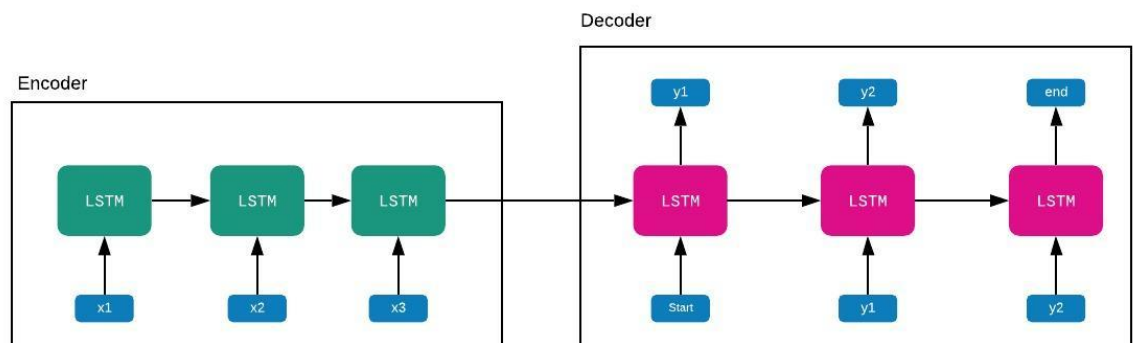 Decoder
Encoder
y1 y2 end
LSTM LSTM LSTM LSTM LSTM LSTM
x1 x2 x3 Start y1 y2